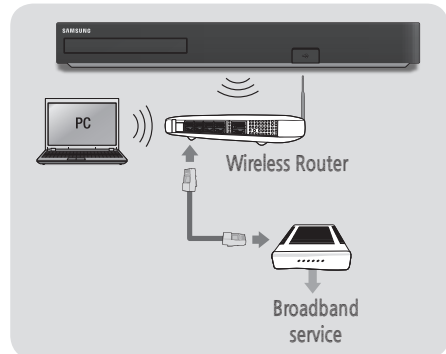 SAMSUNG
PC
Wireless Router
Broadband
service